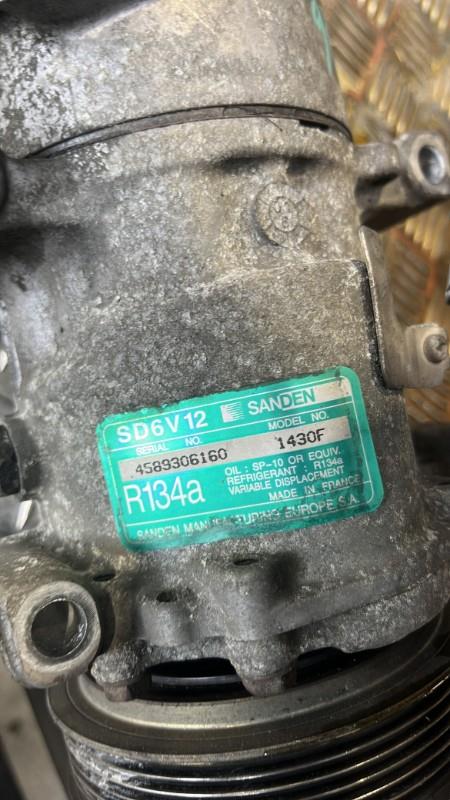 SD6V12 SANDEN
SERIAL NO. MODEL NO.
4589306160 1430F
R134a
OIL : SP-10 OR EQUIV.
REFRIGERANT : R134a
VARIABLE DISPLACEMENT
MADE IN FRANCE
SANDEN MANUFACTURING EUROPE S.A.